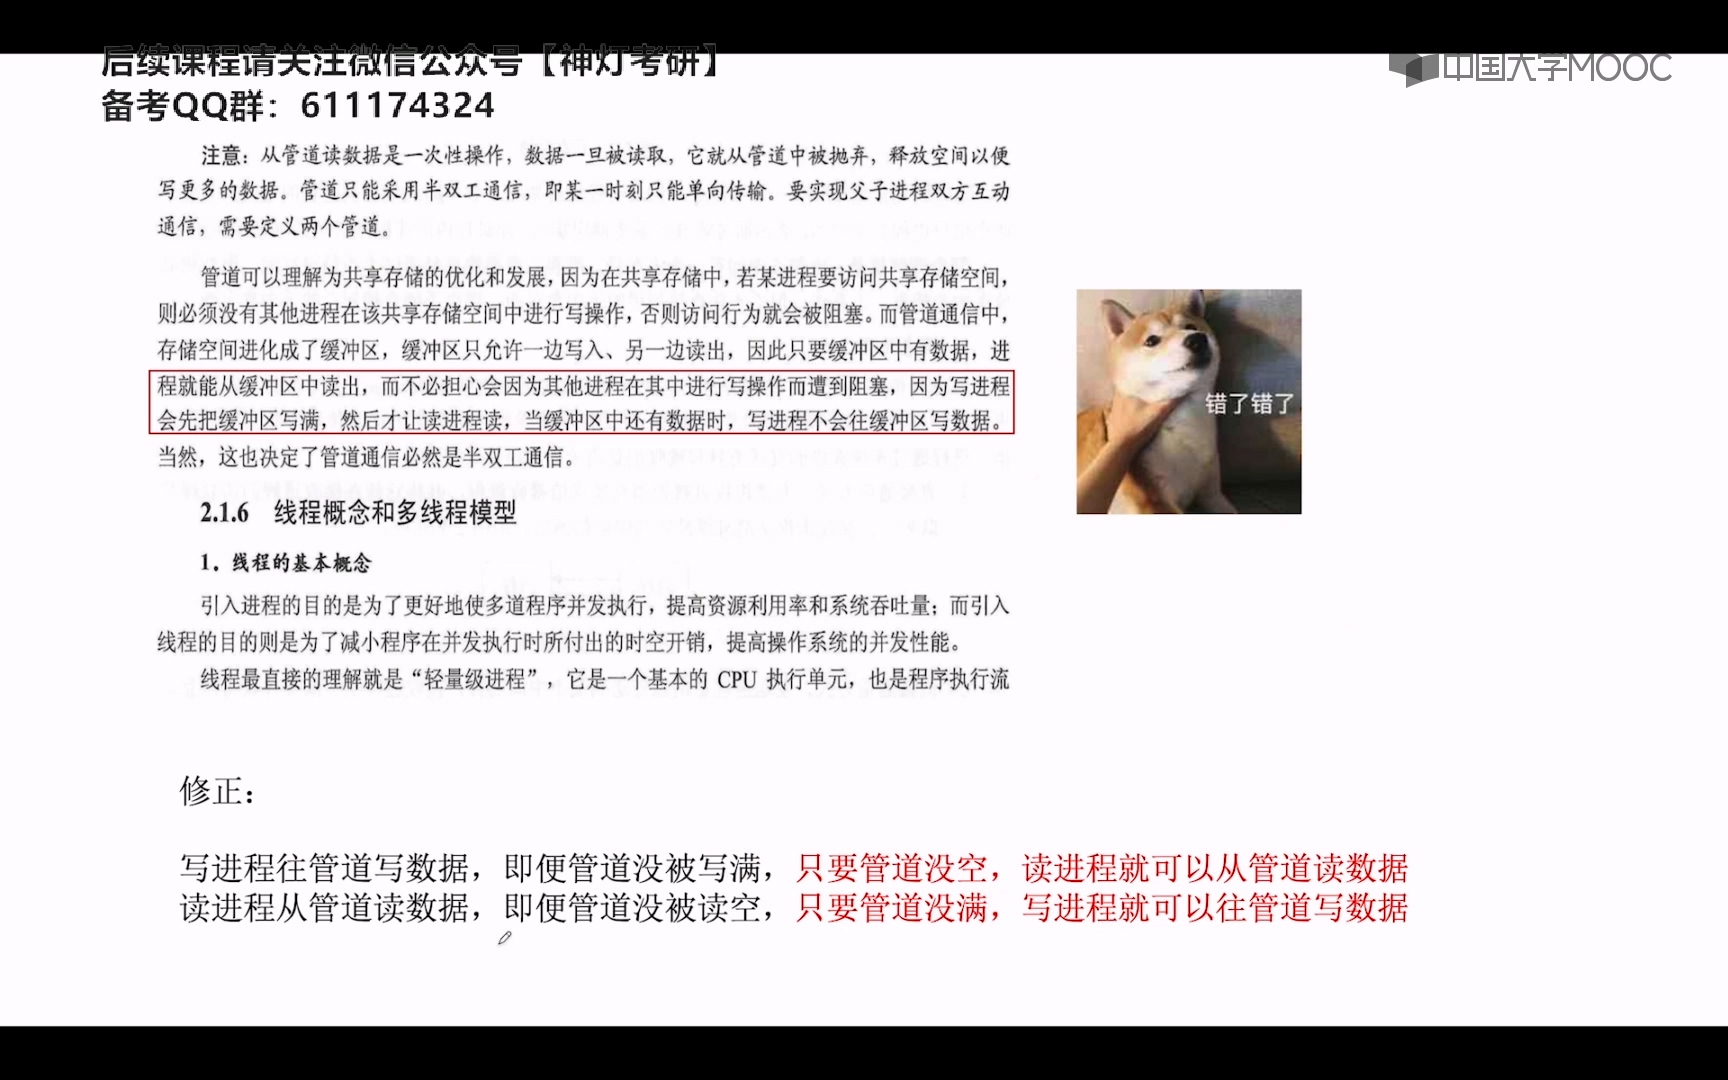 后续课程请关注微信公众号【神灯考研】
备考QQ群：611174324
中国大学MOOC
注意：从管道读数据是一次性操作，数据一旦被读取，它就从管道中被抛弃，释放空间以便
写更多的数据。管道只能采用半双工通信，即某一时刻只能单向传输。要实现父子进程双方互动
通信，需要定义两个管道。
管道可以理解为共享存储的优化和发展，因为在共享存储中，若某进程要访问共享存储空间，
则必须没有其他进程在该共享存储空间中进行写操作，否则访问行为就会被阻塞。而管道通信中，
存储空间进化成了缓冲区，缓冲区只允许一边写入、另一边读出，因此只要缓冲区中有数据，进
程就能从缓冲区中读出，而不必担心会因为其他进程在其中进行写操作而遭到阻塞，因为写进程
会先把缓冲区写满，然后才让读进程读，当缓冲区中还有数据时，写进程不会往缓冲区写数据。
当然，这也决定了管道通信必然是半双工通信。
错了错了
2.1.6 线程概念和多线程模型
1．线程的基本概念
引入进程的目的是为了更好地使多道程序并发执行，提高资源利用率和系统吞吐量；而引入
线程的目的则是为了减小程序在并发执行时所付出的时空开销，提高操作系统的并发性能。
线程最直接的理解就是“轻量级进程”，它是一个基本的 CPU 执行单元，也是程序执行流
修正：
写进程往管道写数据，即便管道没被写满，只要管道没空，读进程就可以从管道读数据
读进程从管道读数据，即便管道没被读空，只要管道没满，写进程就可以往管道写数据